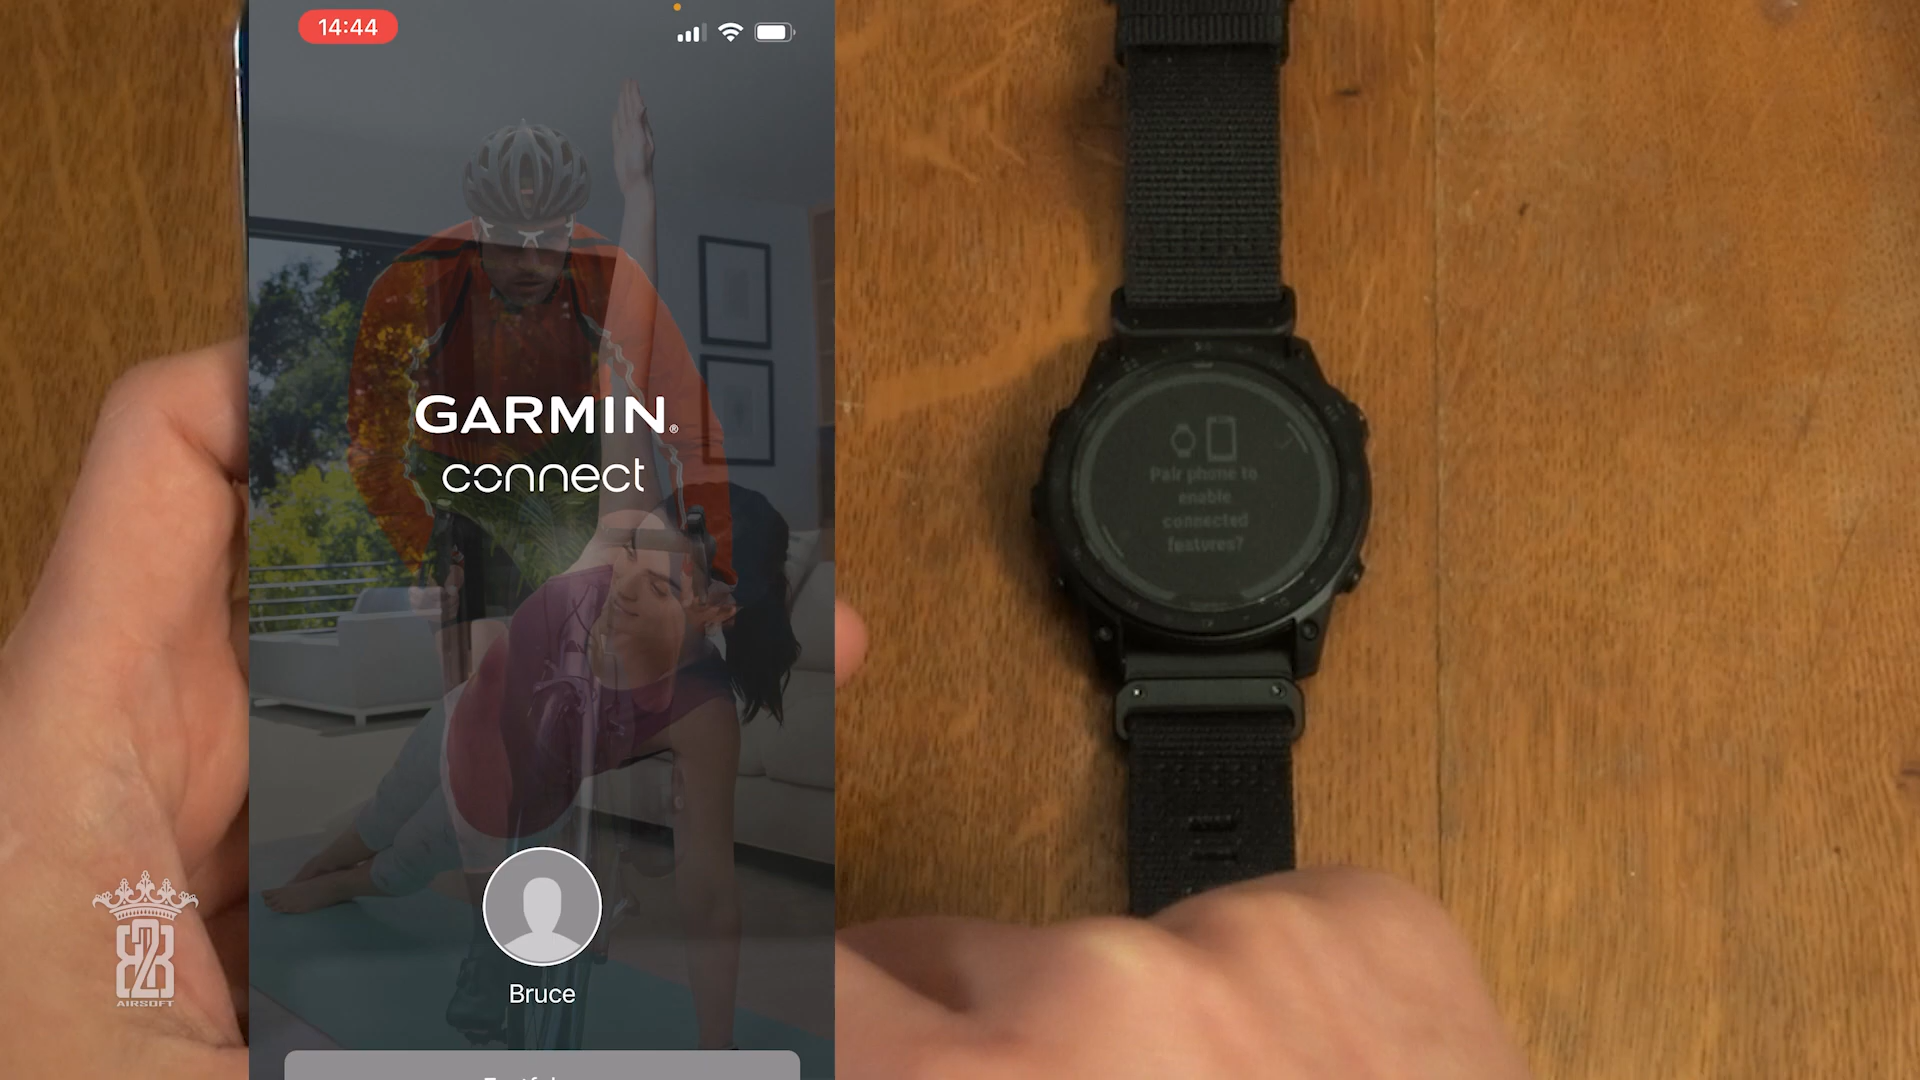 14:44
GARMIN®
connect
Bruce
Pair phone to
enable
connected
features?
AIRSOFT